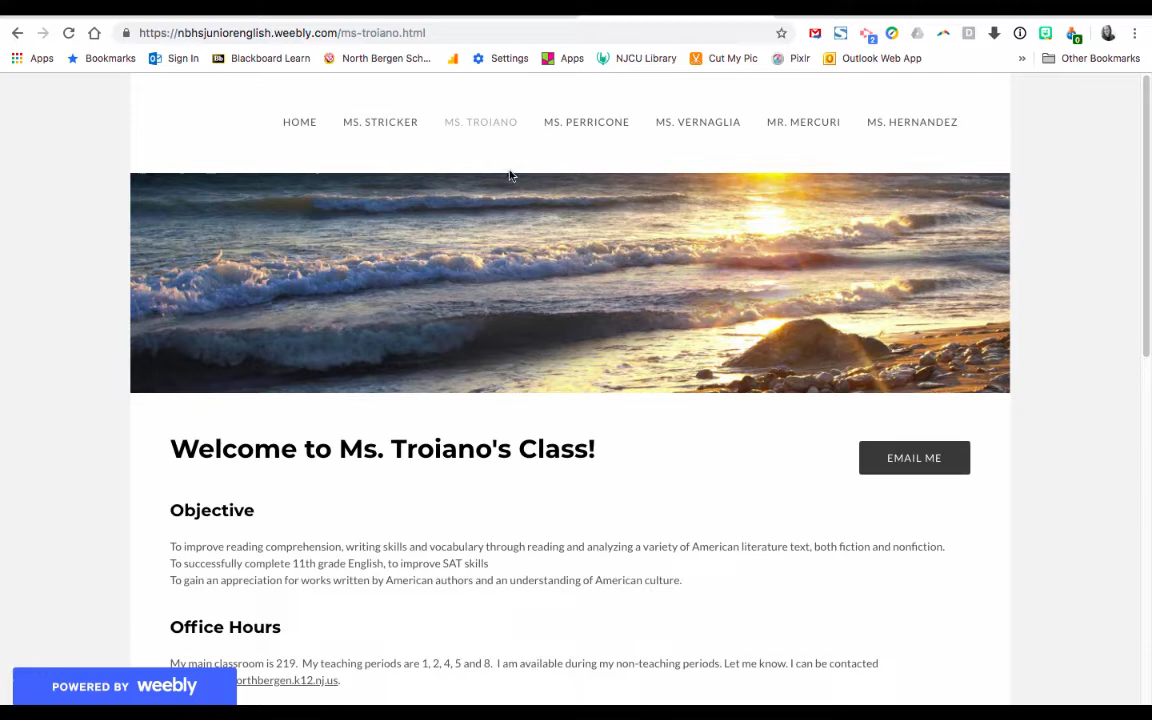 https://nbhsjuniorenglish.weebly.com/ms-troiano.html
2
0
Apps Bookmarks Sign In Blackboard Learn North Bergen Sch... Settings Apps NJCU Library Cut My Pic Pixlr Outlook Web App » Other Bookmarks
HOME MS. STRICKER MS. TROIANO MS. PERRICONE MS. VERNAGLIA MR. MERCURI MS. HERNANDEZ
Welcome to Ms. Troiano's Class!
EMAIL ME
Objective
To improve reading comprehension, writing skills and vocabulary through reading and analyzing a variety of American literature text, both fiction and nonfiction.
To successfully complete 11th grade English, to improve SAT skills
To gain an appreciation for works written by American authors and an understanding of American culture.
Office Hours
My main classroom is 219. My teaching periods are 1, 2, 4, 5 and 8. I am available during my non-teaching periods. Let me know. I can be contacted
orthbergen.k12.nj.us.
POWERED BY weebly